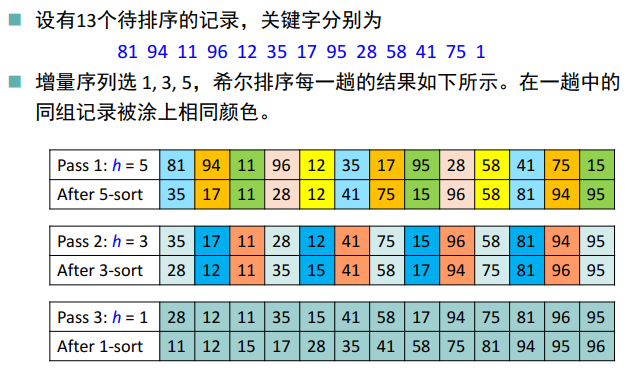 设有13个待排序的记录，关键字分别为
81 94 11 96 12 35 17 95 28 58 41 75 1
增量序列选 1, 3, 5，希尔排序每一趟的结果如下所示。在一趟中的
同组记录被涂上相同颜色。
Pass 1: h = 5 81 94 11 96 12 35 17 95 28 58 41 75 15
After 5-sort 35 17 11 28 12 41 75 15 96 58 81 94 95
Pass 2: h = 3 35 17 11 28 12 41 75 15 96 58 81 94 95
After 3-sort 28 12 11 35 15 41 58 17 94 75 81 96 95
Pass 3: h = 1 28 12 11 35 15 41 58 17 94 75 81 96 95
After 1-sort 11 12 15 17 28 35 41 58 75 81 94 95 96